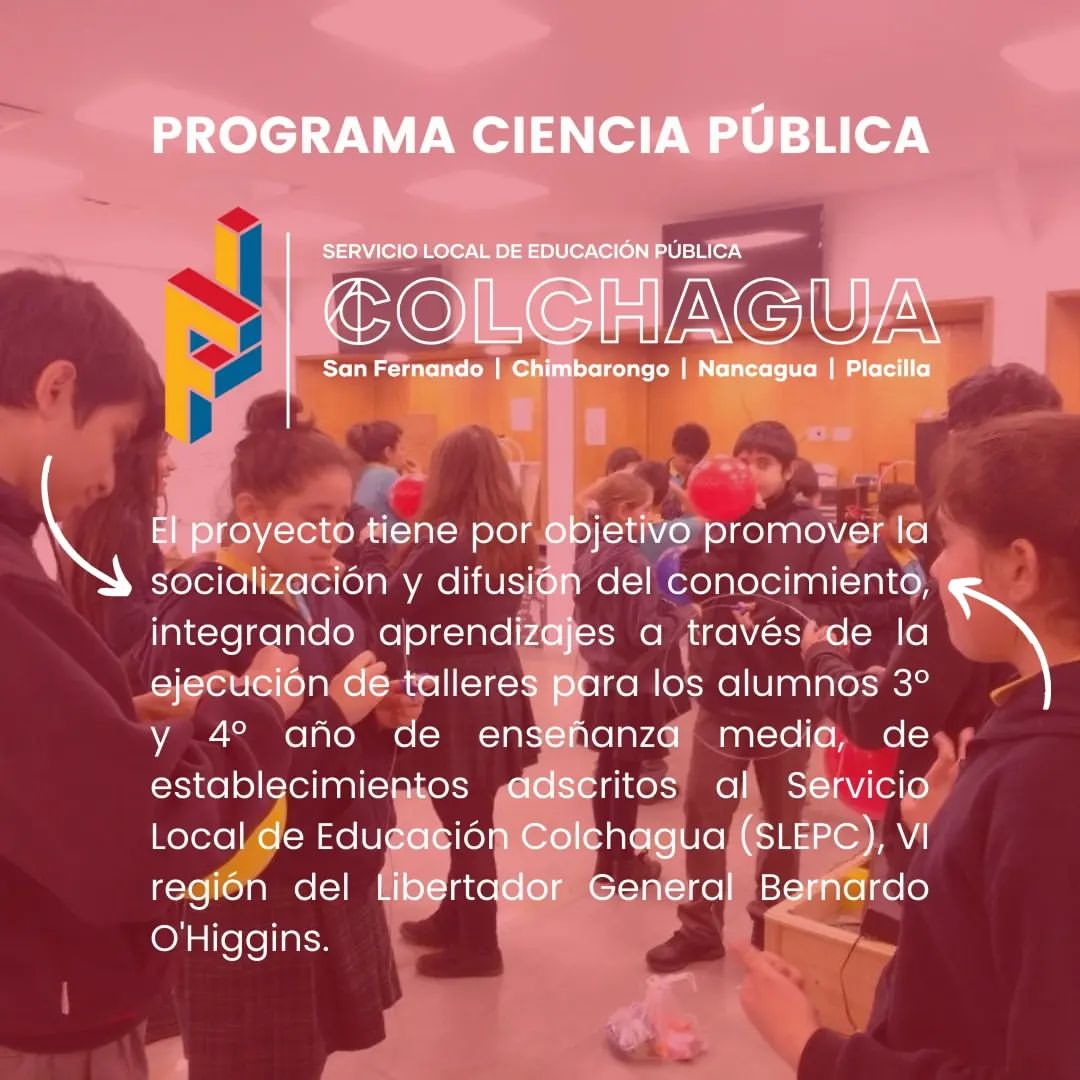 PROGRAMA CIENCIA PÚBLICA
SERVICIO LOCAL DE EDUCACIÓN PÚBLICA
COLCHAGUA
San Fernando | Chimbarongo | Nancagua | Placilla
El proyecto tiene por objetivo promover la
socialización y difusión del conocimiento,
integrando aprendizajes a través de la
ejecución de talleres para los alumnos 3°
y 4° año de enseñanza media, de
establecimientos adscritos al Servicio
Local de Educación Colchagua (SLEPC), VI
región del Libertador General Bernardo
O'Higgins.